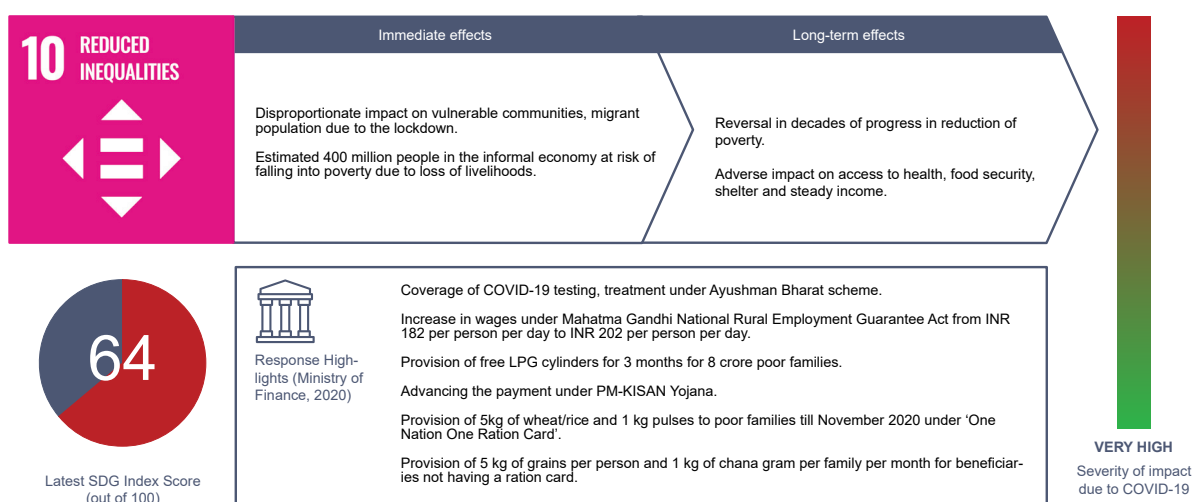 10 REDUCED
INEQUALITIES
Immediate effects
Disproportionate impact on vulnerable communities, migrant
population due to the lockdown.
Estimated 400 million people in the informal economy at risk of
falling into poverty due to loss of livelihoods.
Long-term effects
Reversal in decades of progress in reduction of
poverty.
Adverse impact on access to health, food security,
shelter and steady income.
64
Latest SDG Index Score
(out of 100)
Response High-
lights (Ministry of
Finance, 2020)
Coverage of COVID-19 testing, treatment under Ayushman Bharat scheme.
Increase in wages under Mahatma Gandhi National Rural Employment Guarantee Act from INR
182 per person per day to INR 202 per person per day.
Provision of free LPG cylinders for 3 months for 8 crore poor families.
Advancing the payment under PM-KISAN Yojana.
Provision of 5kg of wheat/rice and 1 kg pulses to poor families till November 2020 under ‘One
Nation One Ration Card’.
Provision of 5 kg of grains per person and 1 kg of chana gram per family per month for beneficiar-
ies not having a ration card.
VERY HIGH
Severity of impact
due to COVID-19